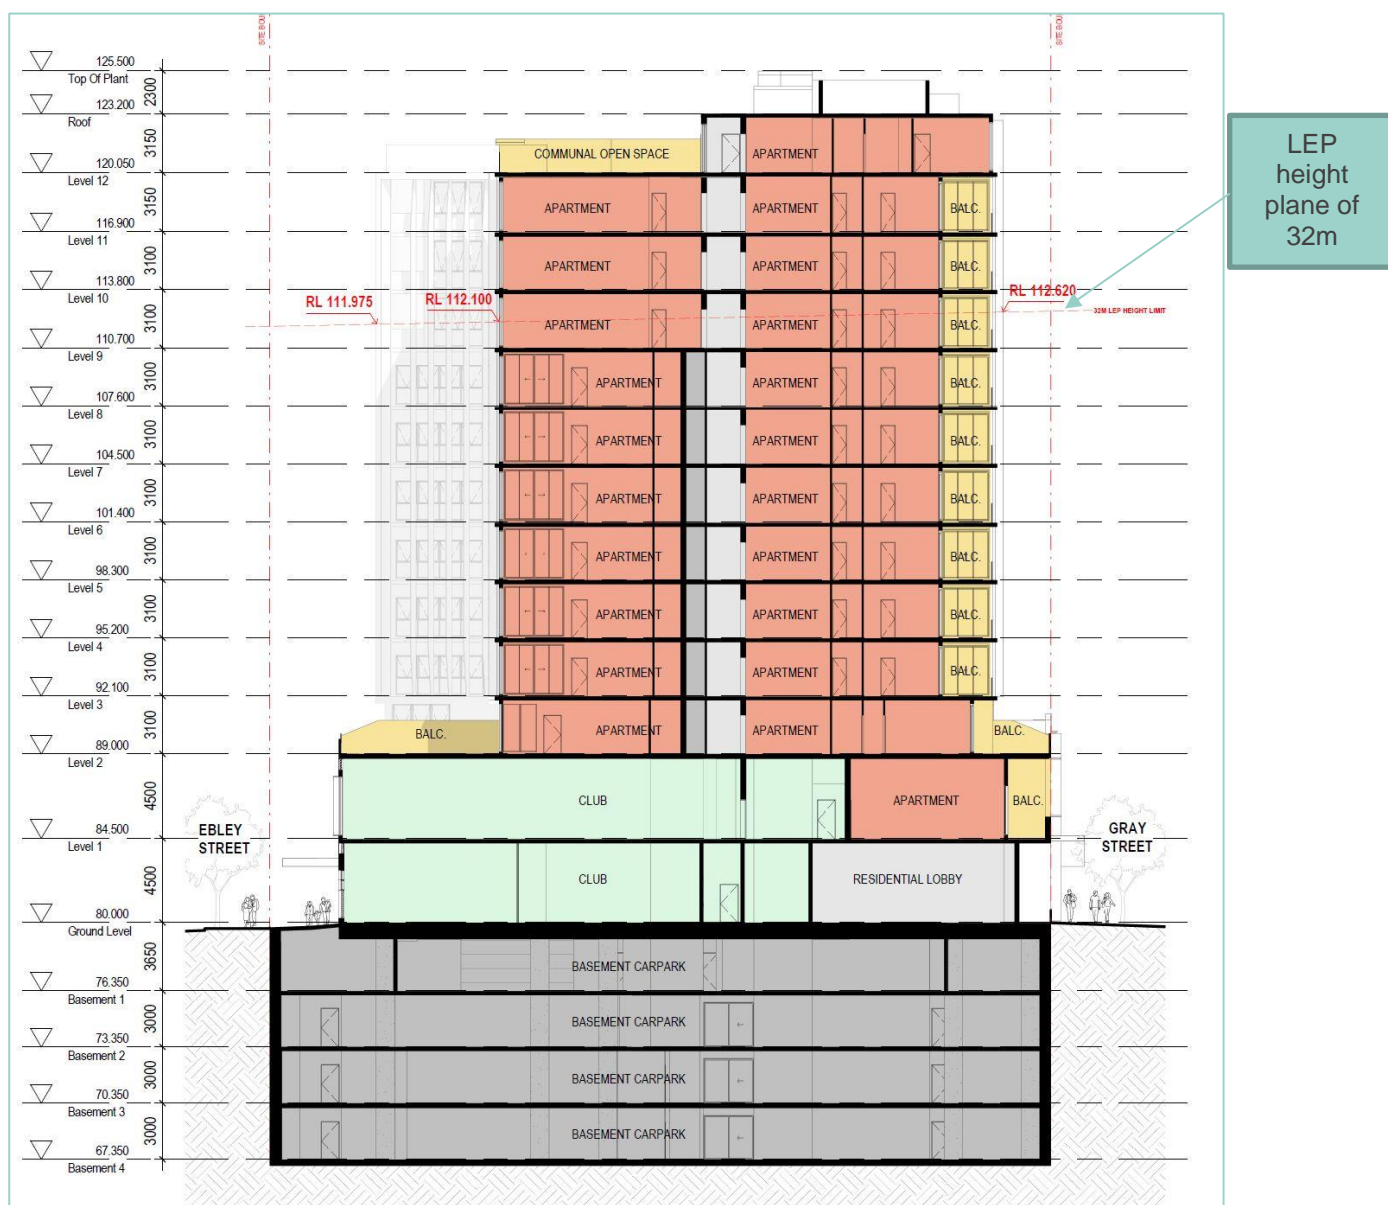 SITE BOU
SITE BOU
125.500
Top Of Plant
2300
123.200
Roof
3150
120.050
Level 12
3150
116.900
Level 11
3100
113.800
Level 10
3100
110.700
Level 9
3100
107.600
Level 8
3100
104.500
Level 7
3100
101.400
Level 6
3100
98.300
Level 5
3100
95.200
Level 4
3100
92.100
Level 3
3100
89.000
Level 2
4500
84.500
Level 1
4500
80.000
Ground Level
3650
76.350
Basement 1
3000
73.350
Basement 2
3000
70.350
Basement 3
3000
67.350
Basement 4
COMMUNAL OPEN SPACE
APARTMENT
APARTMENT
APARTMENT
BALC.
APARTMENT
APARTMENT
BALC.
RL 111.975
RL 112.100
RL 112.620
32M LEP HEIGHT LIMIT
APARTMENT
APARTMENT
BALC.
APARTMENT
APARTMENT
BALC.
APARTMENT
APARTMENT
BALC.
APARTMENT
APARTMENT
BALC.
APARTMENT
APARTMENT
BALC.
APARTMENT
APARTMENT
BALC.
APARTMENT
APARTMENT
BALC.
BALC.
APARTMENT
APARTMENT
BALC.
CLUB
APARTMENT
BALC.
EBLEY
STREET
GRAY
STREET
CLUB
RESIDENTIAL LOBBY
BASEMENT CARPARK
BASEMENT CARPARK
BASEMENT CARPARK
BASEMENT CARPARK
LEP
height
plane of
32m